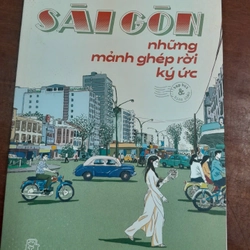 SÀI GÒN
những
mảnh ghép rời
ký ức